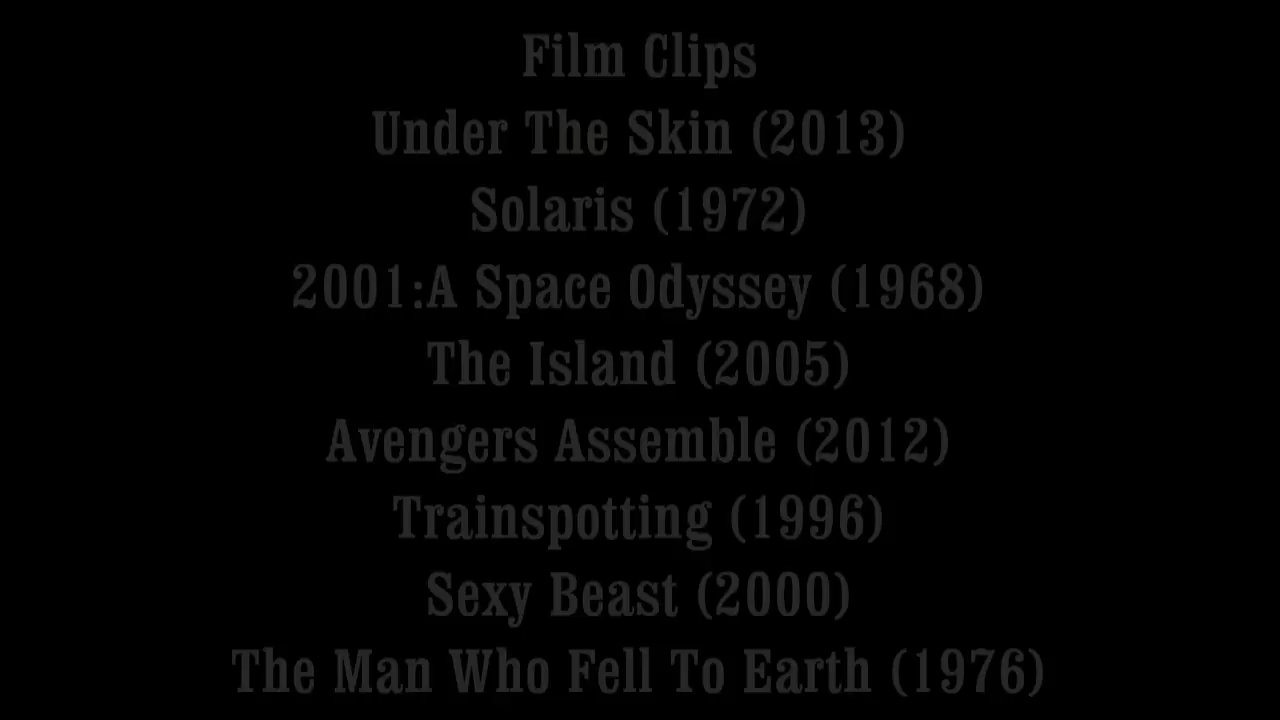 Film Clips
Under The Skin (2013)
Solaris (1972)
2001:A Space Odyssey (1968)
The Island (2005)
Avengers Assemble (2012)
Trainspotting (1996)
Sexy Beast (2000)
The Man Who Fell To Earth (1976)